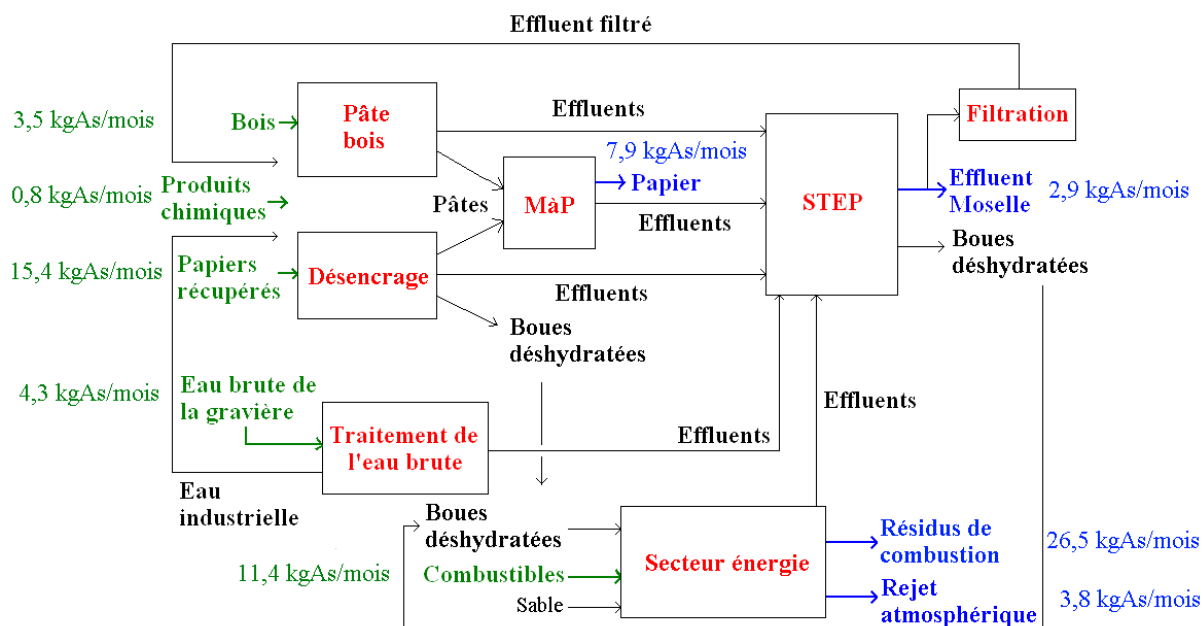 Effluent filtré
3,5 kgAs/mois
Bois
Pâte
bois
Effluents
Filtration
7,9 kgAs/mois
0,8 kgAs/mois
Produits
chimiques
Pâtes
MàP
Papier
Effluents
STEP
Effluent
Moselle
2,9 kgAs/mois
15,4 kgAs/mois
Papiers
récupérés
Désencrage
Effluents
Boues
déshydratées
Boues
déshydratées
4,3 kgAs/mois
Eau brute de
la gravière
Traitement de
l'eau brute
Effluents
Effluents
Eau
industrielle
Boues
déshydratées
11,4 kgAs/mois
Combustibles
Sable
Secteur énergie
Résidus de
combustion
26,5 kgAs/mois
Rejet
atmosphérique
3,8 kgAs/mois